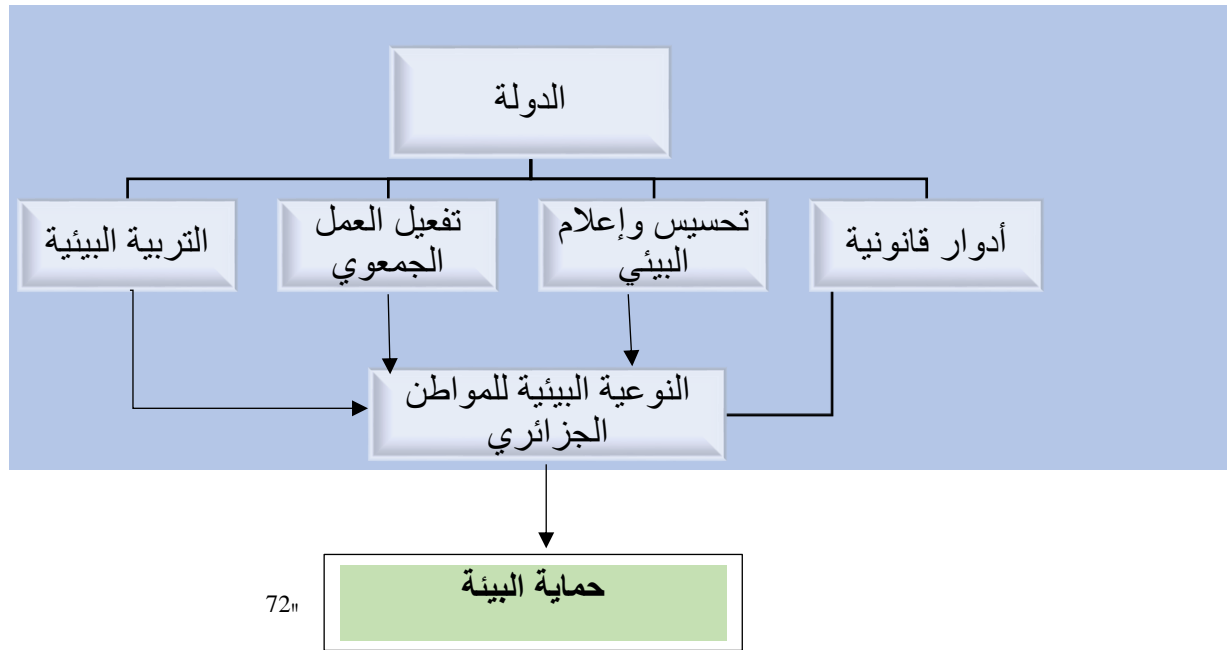 الدولة
أدوار قانونية
تحسيس وإعلام
البيئي
تفعيل العمل
الجمعوي
التربية البيئية
النوعية البيئية للمواطن
الجزائري
حماية البيئة
72"